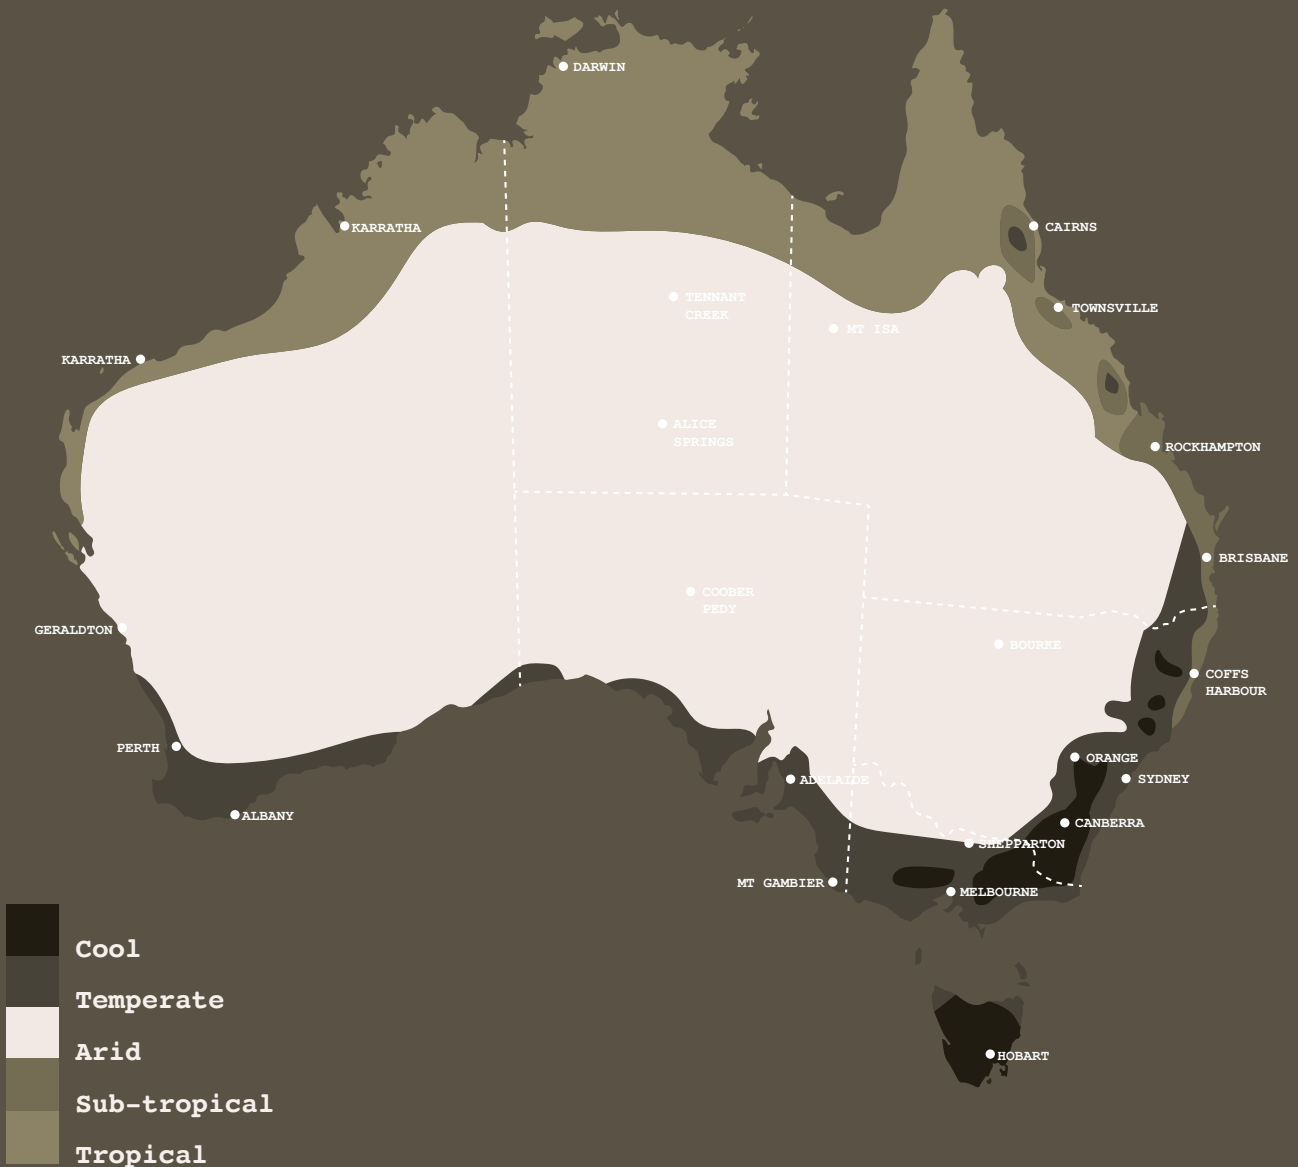 DARWIN
KARRATHA
CAIRNS
TENNANT
CREEK
TOWNSVILLE
MT ISA
KARRATHA
ALICE
SPRINGS
ROCKHAMPTON
BRISBANE
COOBER
PEDY
GERALDTON
BOURKE
COFFS
HARBOUR
PERTH
ORANGE
ADELAIDE
SYDNEY
ALBANY
CANBERRA
SHEPPARTON
MT GAMBIER
MELBOURNE
Cool
Temperate
Arid
HOBART
Sub-tropical
Tropical